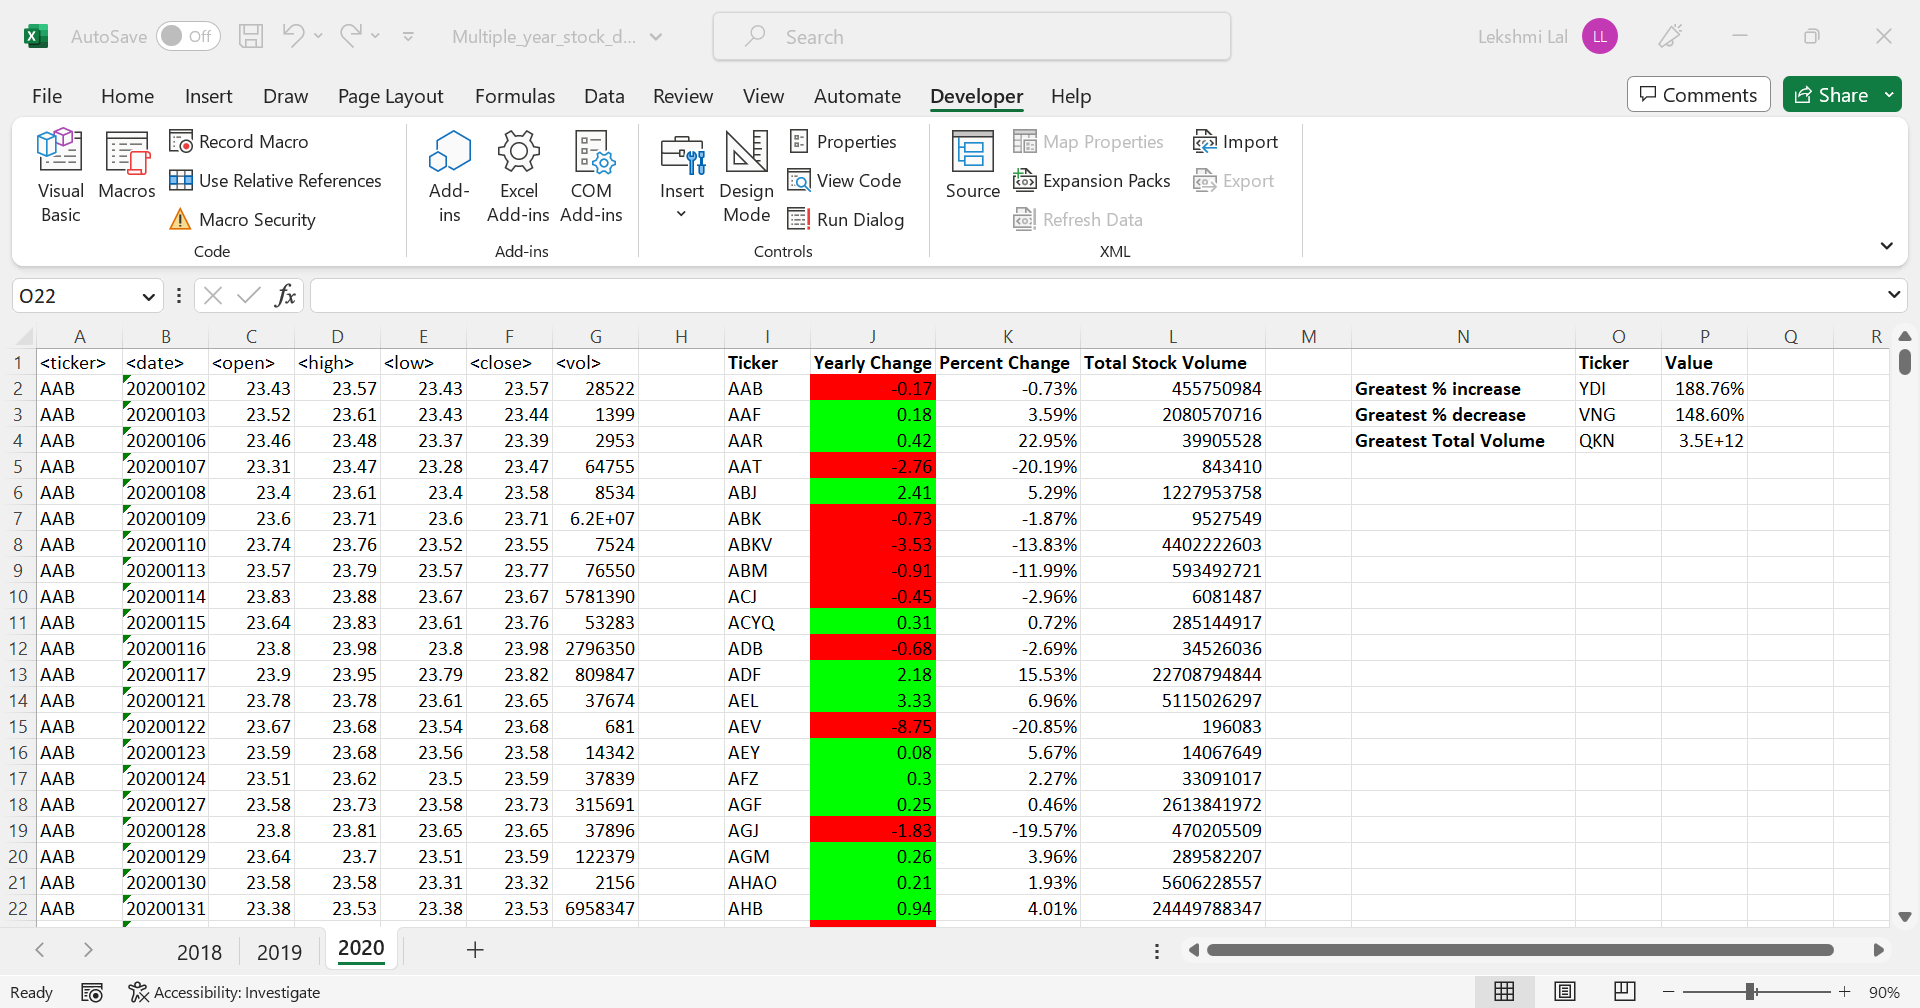 AutoSave Off Multiple_year_stock_d... Search Lekshmi Lal LL
File Home Insert Draw Page Layout Formulas Data Review View Automate Developer Help Comments Share
Visual Basic
Macros
Record Macro
Use Relative References
Macro Security
Code
Add-ins
Excel Add-ins
COM Add-ins
Add-ins
Insert
Design Mode
Properties
View Code
Run Dialog
Controls
Source
Map Properties
Expansion Packs
Refresh Data
Import
Export
XML
O22 fx
A B C D E F G H I J K L M N O P Q R
1 <ticker> <date> <open> <high> <low> <close> <vol> Ticker Yearly Change Percent Change Total Stock Volume Ticker Value
2 AAB 20200102 23.43 23.57 23.43 23.57 28522 AAB -0.17 -0.73% 455750984 Greatest % increase YDI 188.76%
3 AAB 20200103 23.52 23.61 23.43 23.44 1399 AAF 0.18 3.59% 2080570716 Greatest % decrease VNG 148.60%
4 AAB 20200106 23.46 23.48 23.37 23.39 2953 AAR 0.42 22.95% 39905528 Greatest Total Volume QKN 3.5E+12
5 AAB 20200107 23.31 23.47 23.28 23.47 64755 AAT -2.76 -20.19% 843410
6 AAB 20200108 23.4 23.61 23.4 23.58 8534 ABJ 2.41 5.29% 1227953758
7 AAB 20200109 23.6 23.71 23.6 23.71 6.2E+07 ABK -0.73 -1.87% 9527549
8 AAB 20200110 23.74 23.76 23.52 23.55 7524 ABKV -3.53 -13.83% 4402222603
9 AAB 20200113 23.57 23.79 23.57 23.77 76550 ABM -0.91 -11.99% 593492721
10 AAB 20200114 23.83 23.88 23.67 23.67 5781390 ACJ -0.45 -2.96% 6081487
11 AAB 20200115 23.64 23.83 23.61 23.76 53283 ACYQ 0.31 0.72% 285144917
12 AAB 20200116 23.8 23.98 23.8 23.98 2796350 ADB -0.68 -2.69% 34526036
13 AAB 20200117 23.9 23.95 23.79 23.82 809847 ADF 2.18 15.53% 22708794844
14 AAB 20200121 23.78 23.78 23.61 23.65 37674 AEL 3.33 6.96% 5115026297
15 AAB 20200122 23.67 23.68 23.54 23.68 681 AEV -8.75 -20.85% 196083
16 AAB 20200123 23.59 23.68 23.56 23.58 14342 AEY 0.08 5.67% 14067649
17 AAB 20200124 23.51 23.62 23.5 23.59 37839 AFZ 0.3 2.27% 33091017
18 AAB 20200127 23.58 23.73 23.58 23.73 315691 AGF 0.25 0.46% 2613841972
19 AAB 20200128 23.8 23.81 23.65 23.65 37896 AGJ -1.83 -19.57% 470205509
20 AAB 20200129 23.64 23.7 23.51 23.59 122379 AGM 0.26 3.96% 289582207
21 AAB 20200130 23.58 23.58 23.31 23.32 2156 AHAO 0.21 1.93% 5606228557
22 AAB 20200131 23.38 23.53 23.38 23.53 6958347 AHB 0.94 4.01% 24449788347
2018 2019 2020
Ready Accessibility: Investigate 90%